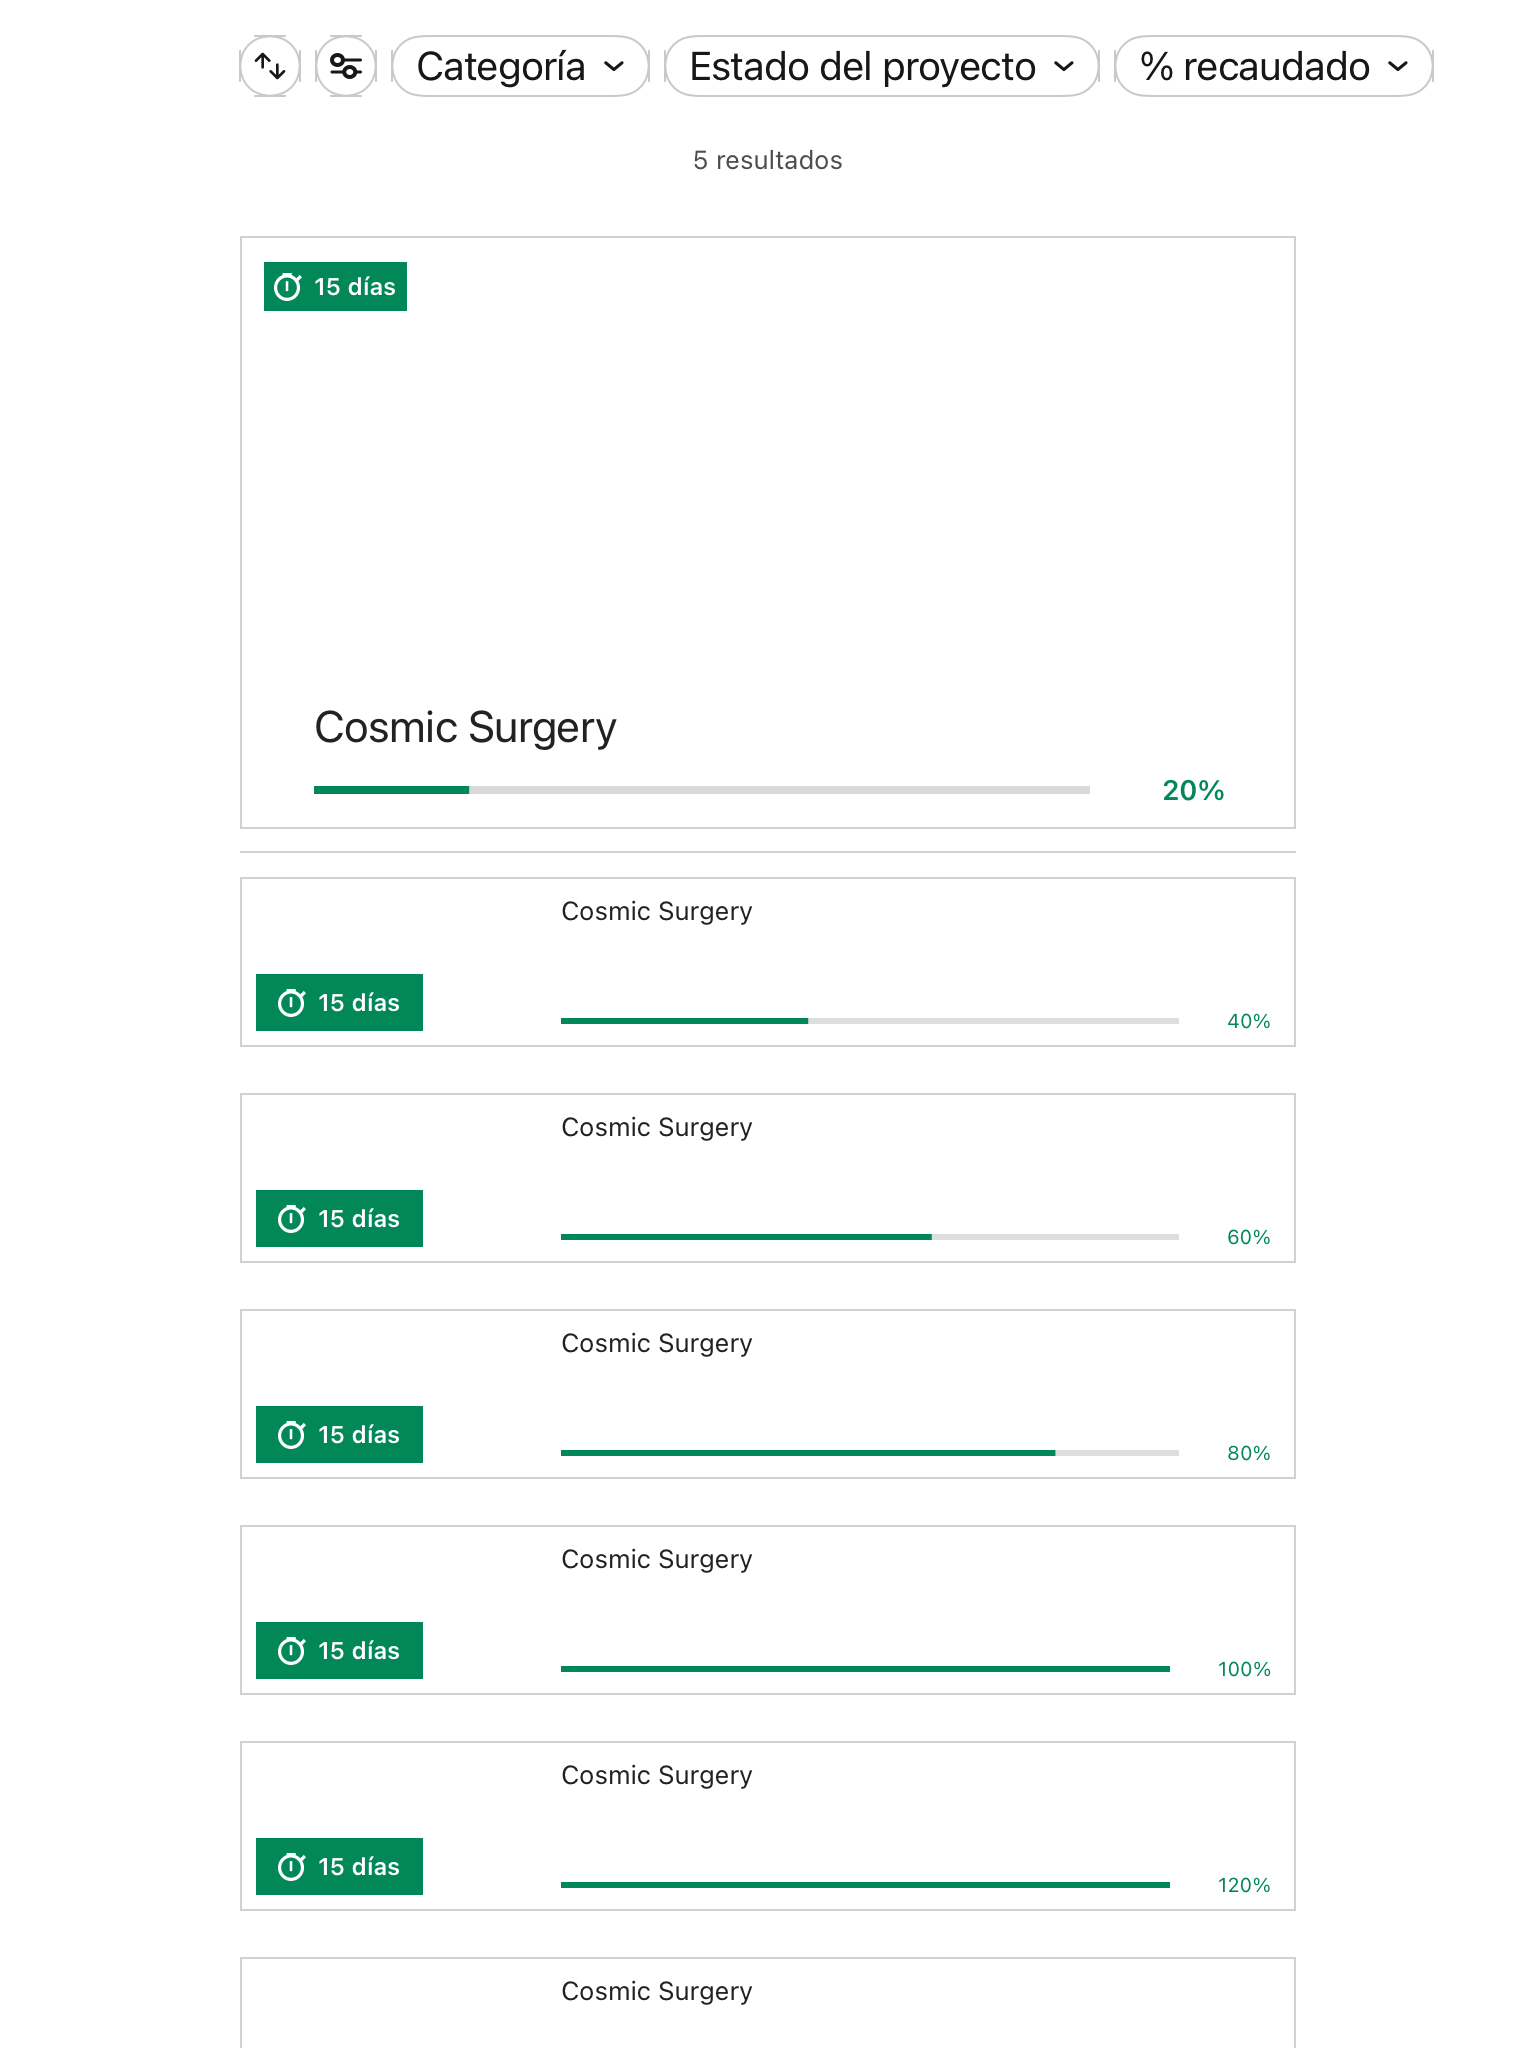 Categoría Estado del proyecto % recaudado
5 resultados
15 días
Cosmic Surgery
20%
Cosmic Surgery
15 días
40%
Cosmic Surgery
15 días
60%
Cosmic Surgery
15 días
80%
Cosmic Surgery
15 días
100%
Cosmic Surgery
15 días
120%
Cosmic Surgery